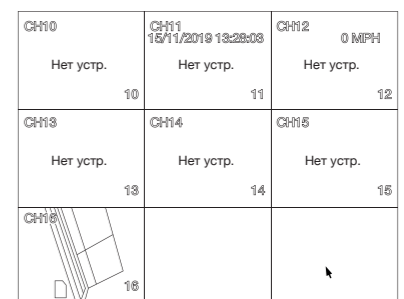 CH10
CH11
CH12
15/11/2019 13:28:03
0 MPH
Нет устр.
Нет устр.
Нет устр.
10
11
12
CH13
CH14
CH15
Нет устр.
Нет устр.
Нет устр.
13
14
15
CH16
16